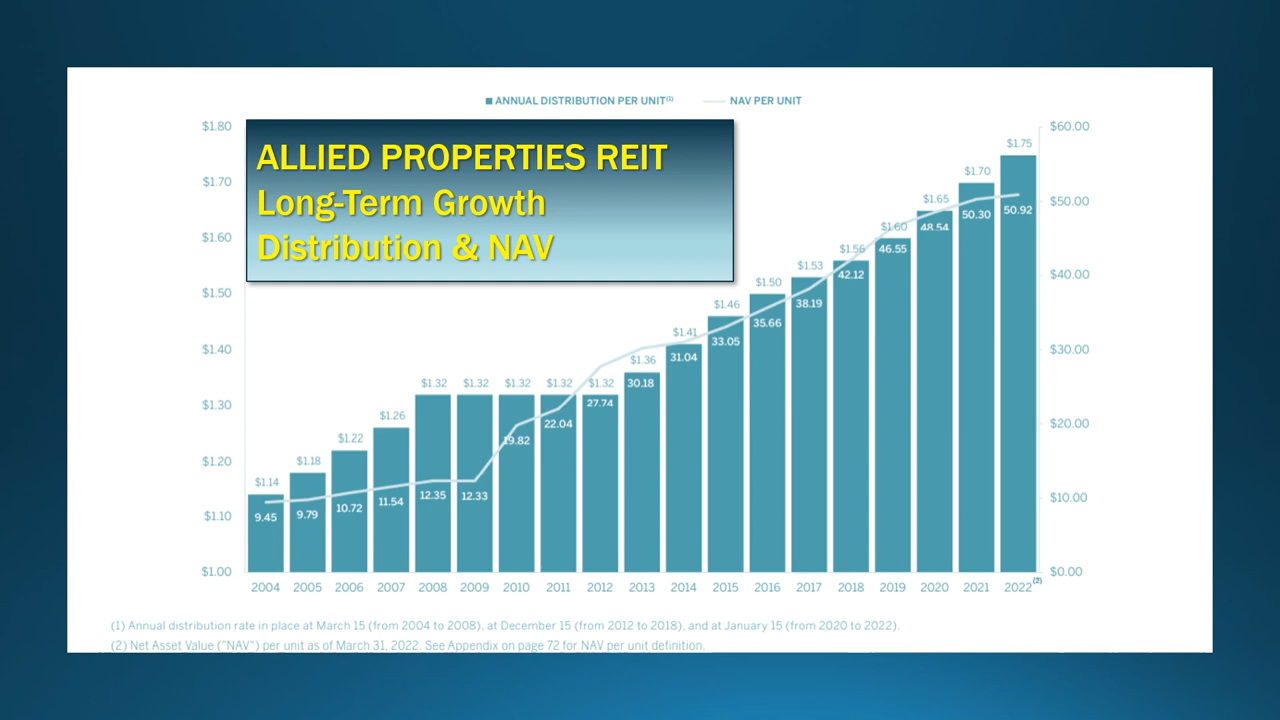 ANNUAL DISTRIBUTION PER UNIT(1) NAV PER UNIT
ALLIED PROPERTIES REIT
Long-Term Growth
Distribution & NAV
$1.80
$1.70
$1.60
$1.50
$1.40
$1.30
$1.20
$1.10
$1.00
$60.00
$50.00
$40.00
$30.00
$20.00
$10.00
$0.00
$1.14 $1.18 $1.22 $1.26 $1.32 $1.32 $1.32 $1.32 $1.32 $1.36 $1.41 $1.46 $1.50 $1.53 $1.56 $1.60 $1.65 $1.70 $1.75
9.45 9.79 10.72 11.54 12.35 12.33 19.82 22.04 27.74 30.18 31.04 33.05 35.66 38.19 42.12 46.55 48.54 50.30 50.92
2004 2005 2006 2007 2008 2009 2010 2011 2012 2013 2014 2015 2016 2017 2018 2019 2020 2021 2022(2)
(1) Annual distribution rate in place at March 15 (from 2004 to 2008), at December 15 (from 2012 to 2018), and at January 15 (from 2020 to 2022).
(2) Net Asset Value ("NAV") per unit as of March 31, 2022. See Appendix on page 72 for NAV per unit definition.